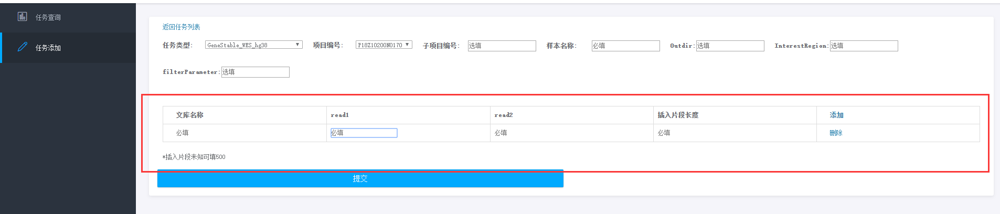 任务查询
任务添加
返回任务列表
任务类型: GeneStable_WES_hg38 项目编号: P18Z10200N0170 子项目编号: 选填 样本名称: 必填 Outdir: 选填 InterestRegion: 选填
filterParameter: 选填
文库名称 read1 read2 插入片段长度 添加
必填 必填 必填 必填 删除
*插入片段未知可填500
提交